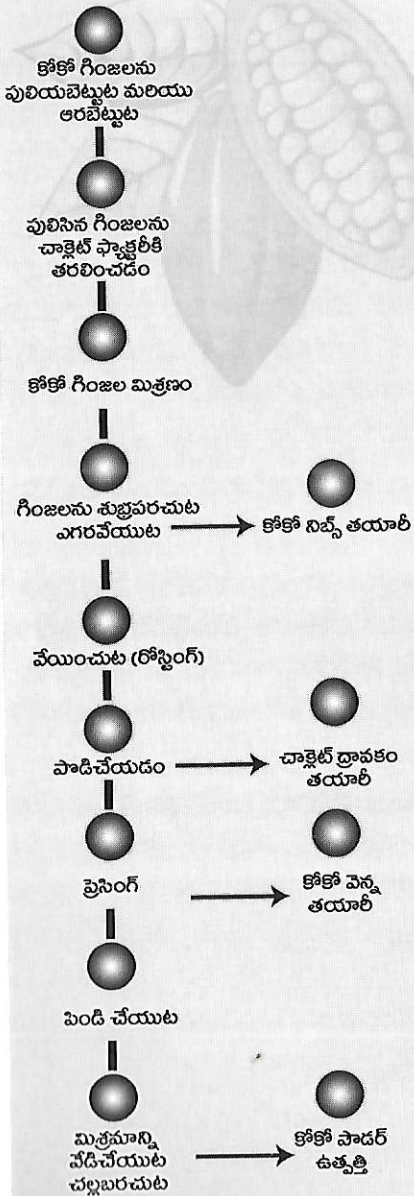 కోకో గింజలను
పులియబెట్టుట మరియు
ఆరబెట్టుట
పులిసిన గింజలను
చాక్లెట్ ఫ్యాక్టరీకి
తరలించడం
కోకో గింజల మిశ్రణం
గింజలను శుభ్రపరచుట
ఎగరవేయుట
కోకో నిబ్స్ తయారీ
వేయించుట (రోస్టింగ్)
పొడిచేయడం
చాక్లెట్ ద్రావకం
తయారీ
ప్రెసింగ్
కోకో వెన్న
తయారీ
పిండి చేయుట
మిశ్రమాన్ని
వేడిచేయుట
చల్లబరచుట
కోకో పౌడర్
ఉత్పత్తి